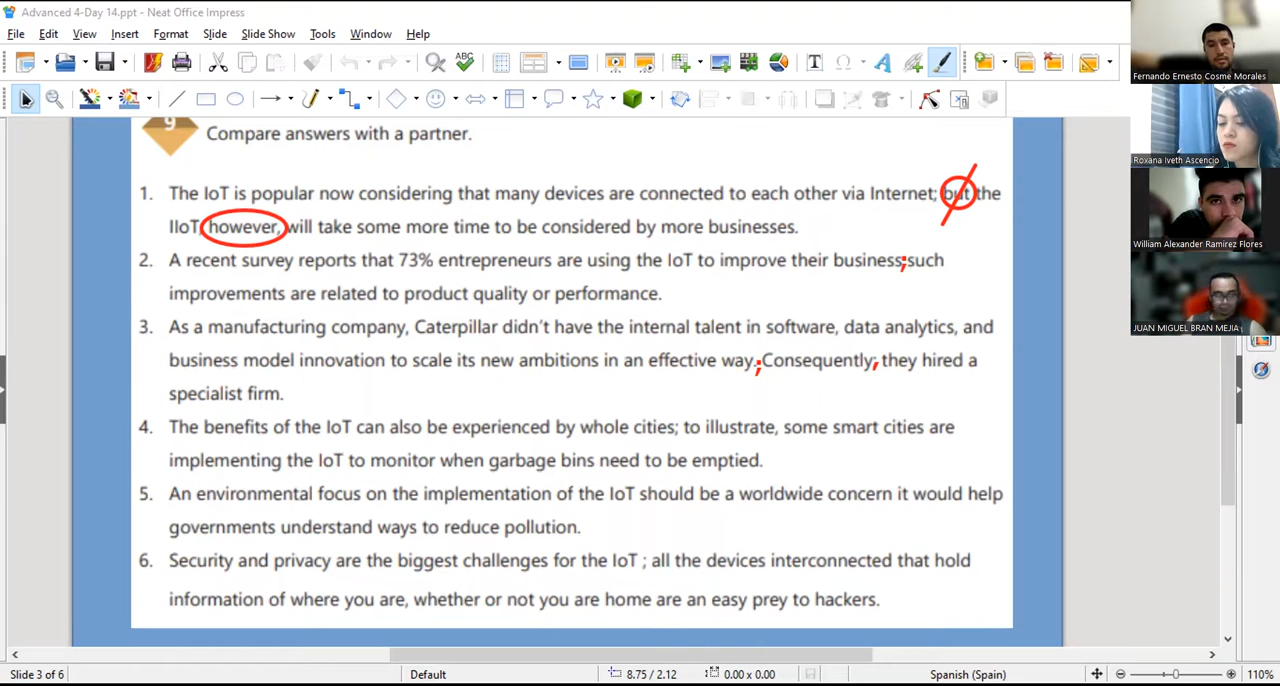 Advanced 4-Day 14.ppt - Neat Office Impress
File Edit View Insert Format Slide Slide Show Tools Window Help
9
Compare answers with a partner.
1. The IoT is popular now considering that many devices are connected to each other via Internet; but the
IIoT, however, will take some more time to be considered by more businesses.
2. A recent survey reports that 73% entrepreneurs are using the IoT to improve their business;such
improvements are related to product quality or performance.
3. As a manufacturing company, Caterpillar didn't have the internal talent in software, data analytics, and
business model innovation to scale its new ambitions in an effective way.; Consequently;, they hired a
specialist firm.
4. The benefits of the IoT can also be experienced by whole cities; to illustrate, some smart cities are
implementing the IoT to monitor when garbage bins need to be emptied.
5. An environmental focus on the implementation of the IoT should be a worldwide concern it would help
governments understand ways to reduce pollution.
6. Security and privacy are the biggest challenges for the IoT ; all the devices interconnected that hold
information of where you are, whether or not you are home are an easy prey to hackers.
Fernando Ernesto Cosme Morales
Roxana Iveth Ascencio
William Alexander Ramirez Flores
JUAN MIGUEL BRAN MEJIA
Slide 3 of 6 Default 8.75 / 2.12 0.00 x 0.00 Spanish (Spain) 110%